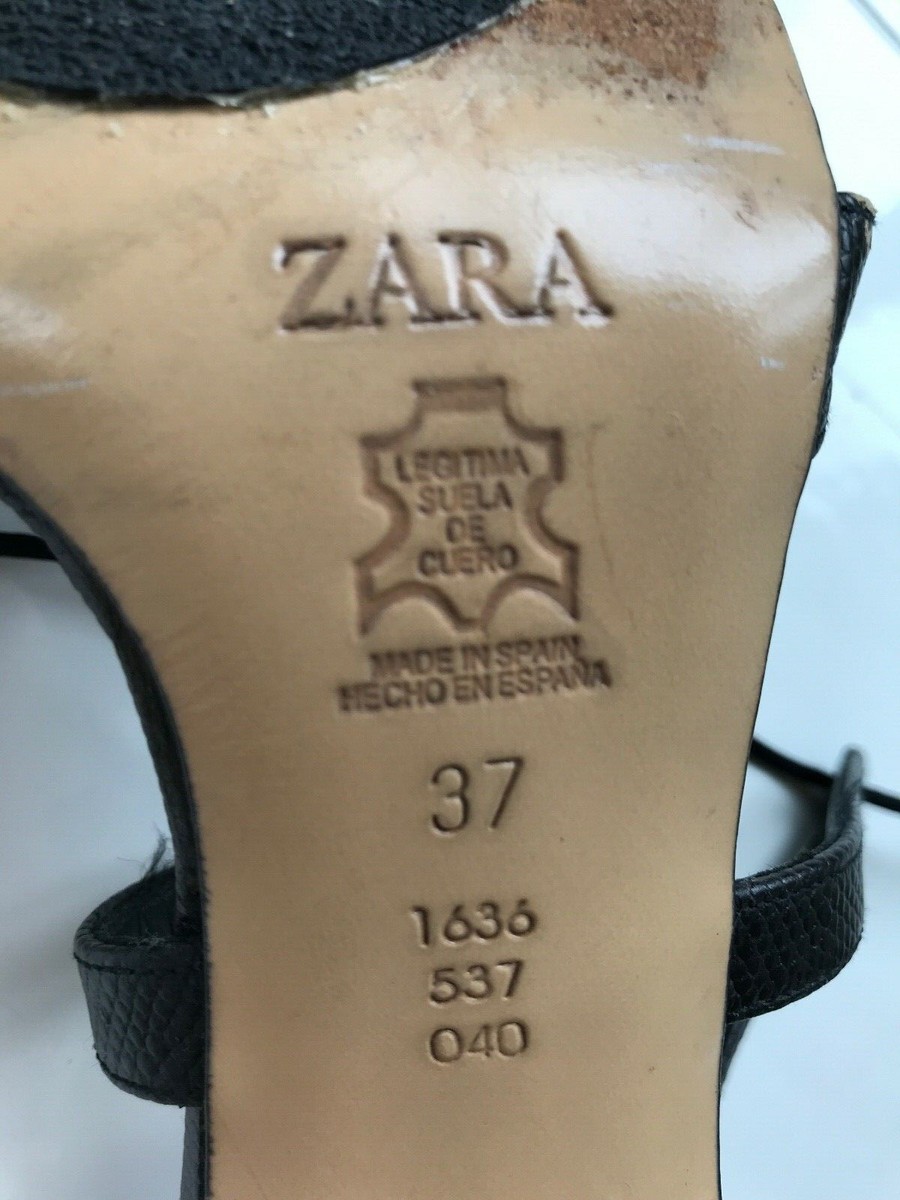 ZARA
LEGITIMA
SUELA
DE
CUERO
MADE IN SPAIN
HECHO EN ESPAÑA
37
1636
537
040